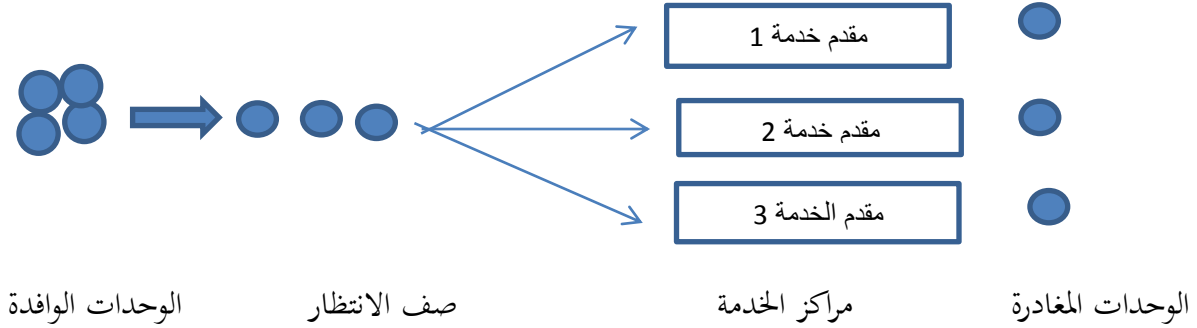 مقدم خدمة 1
مقدم خدمة 2
مقدم الخدمة 3
الوحدات المغادرة مراكز الخدمة صف الانتظار الوحدات الوافدة